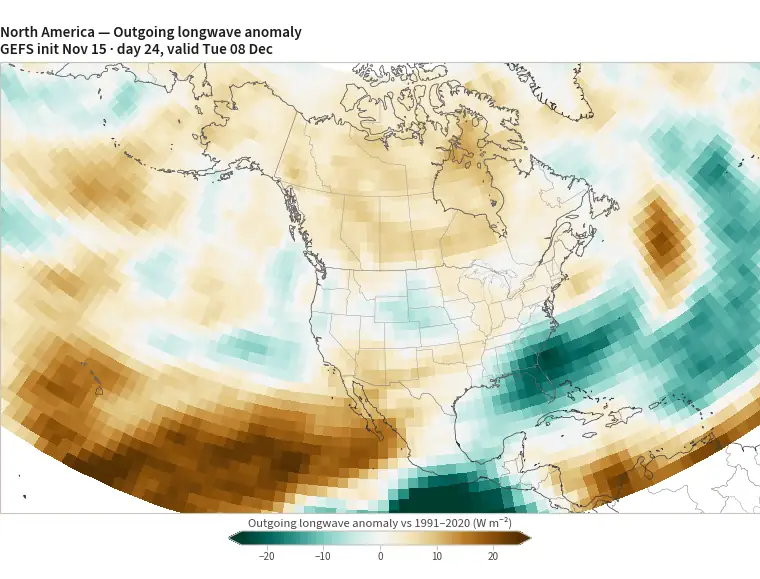 North America — Outgoing longwave anomaly
GEFS init Nov 15 · day 24, valid Tue 08 Dec
Outgoing longwave anomaly vs 1991–2020 (W m⁻²)
−20 −10 0 10 20